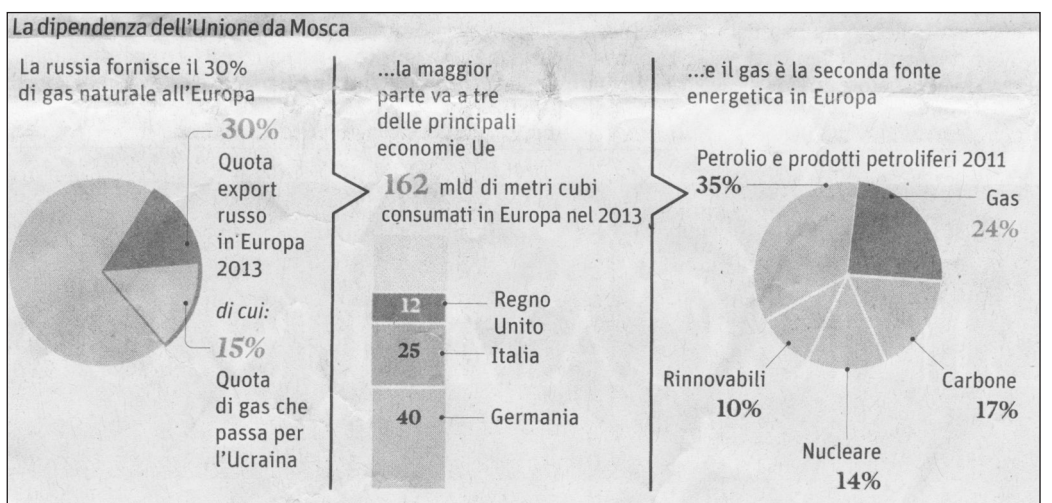 La dipendenza dell'Unione da Mosca
La russia fornisce il 30%
di gas naturale all'Europa
30%
Quota
export
russo
in Europa
2013
di cui:
15%
Quota
di gas che
passa per
l'Ucraina
...la maggior
parte va a tre
delle principali
economie Ue
162 mld di metri cubi
consumati in Europa nel 2013
12
Regno
Unito
25
Italia
40
Germania
...e il gas è la seconda fonte
energetica in Europa
Petrolio e prodotti petroliferi 2011
35%
Gas
24%
Carbone
17%
Nucleare
14%
Rinnovabili
10%